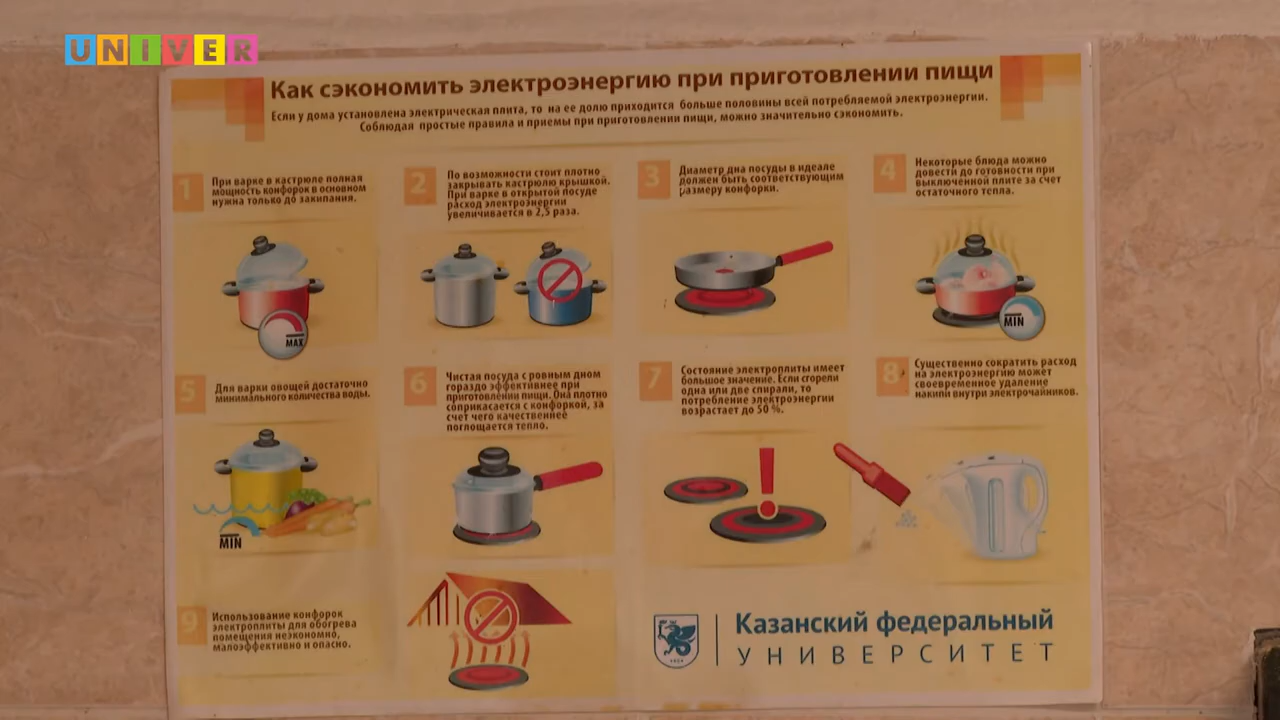 UNIVER
Как сэкономить электроэнергию при приготовлении пищи
Если у дома установлена электрическая плита, то на ее долю приходится больше половины всей потребляемой электроэнергии.
Соблюдая простые правила и приемы при приготовлении пищи, можно значительно сэкономить.
1
При варке в кастрюле полная
мощность конфорок в основном
нужна только до закипания.
MAX
2
По возможности стоит плотно
закрывать кастрюлю крышкой.
При варке в открытой посуде
расход электроэнергии
увеличивается в 2,5 раза.
3
Диаметр дна посуды в идеале
должен быть соответствующим
размеру конфорки.
4
Некоторые блюда можно
довести до готовности при
выключенной плите за счет
остаточного тепла.
MIN
5
Для варки овощей достаточно
минимального количества воды.
MIN
6
Чистая посуда с ровным дном
гораздо эффективнее при
приготовлении пищи. Она плотно
соприкасается с конфоркой, за
счет чего качественнее
поглощается тепло.
7
Состояние электроплиты имеет
большое значение. Если сгорели
одна или две спирали, то
потребление электроэнергии
возрастает до 50 %.
8
Существенно сократить расход
на электроэнергию может
своевременное удаление
накипи внутри электрочайников.
9
Использование конфорок
электроплиты для обогрева
помещения неэкономно,
малоэффективно и опасно.
Казанский федеральный
УНИВЕРСИТЕТ